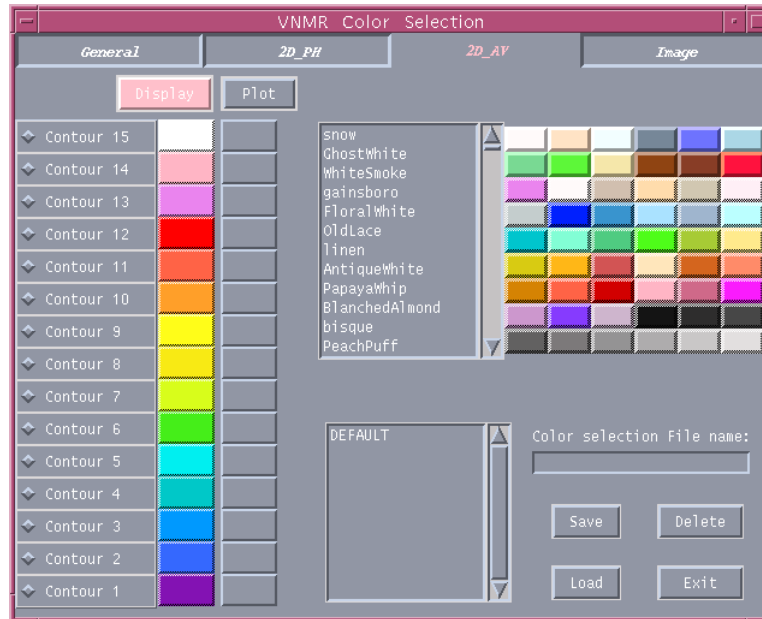 VNMR Color Selection
General 2D_PH 2D_AV Image
Display Plot
Contour 15
Contour 14
Contour 13
Contour 12
Contour 11
Contour 10
Contour 9
Contour 8
Contour 7
Contour 6
Contour 5
Contour 4
Contour 3
Contour 2
Contour 1
snow
GhostWhite
WhiteSmoke
gainsboro
FloralWhite
OldLace
linen
AntiqueWhite
PapayaWhip
BlanchedAlmond
bisque
PeachPuff
DEFAULT
Color selection File name:
Save Delete
Load Exit